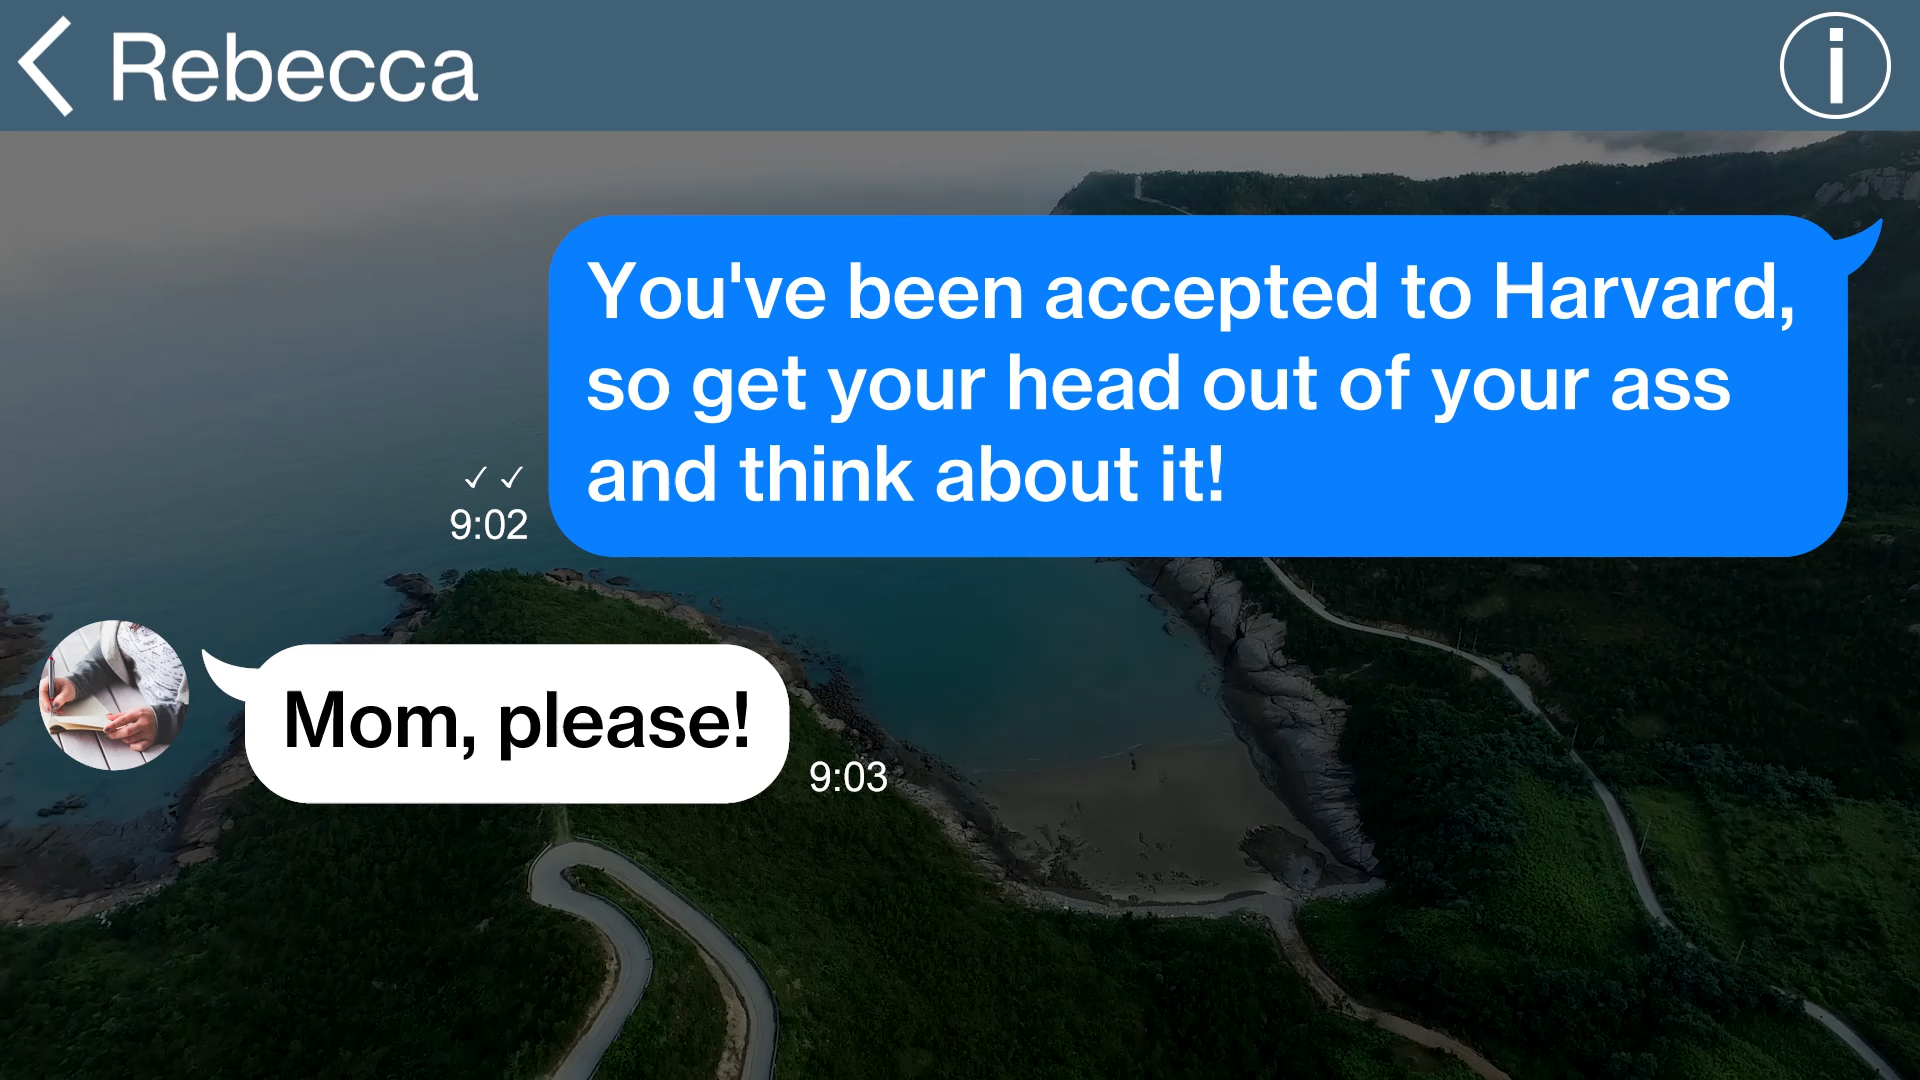 Rebecca
You've been accepted to Harvard,
so get your head out of your ass
and think about it!
✓ ✓
9:02
Mom, please!
9:03